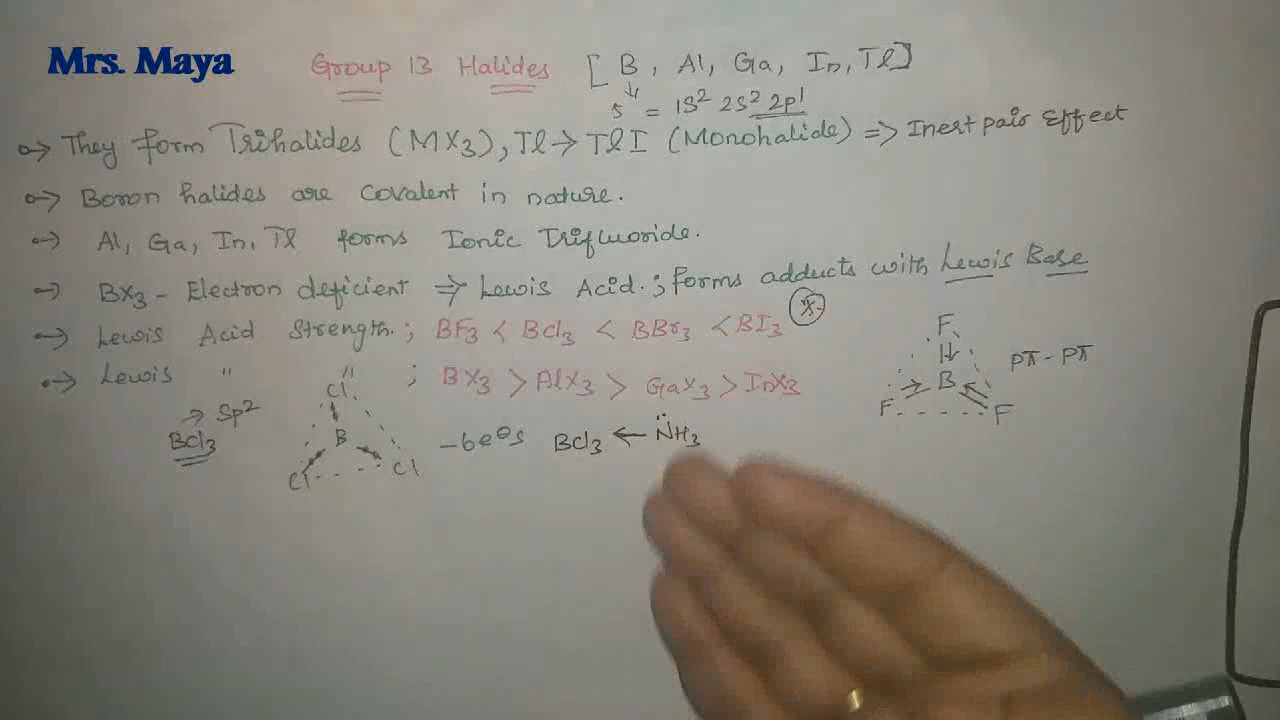 Mrs. Maya
Group 13 Halides [B, Al, Ga, In, Tl]
5 = 1S² 2S² 2p¹
They form Trihalides (MX₃), Tl → TlI (Monohalide) ⇒ Inert pair Effect
Boron halides are Covalent in nature.
Al, Ga, In, Tl forms Ionic Trifluoride.
BX₃ - Electron deficient ⇒ Lewis Acid.; forms adducts with Lewis Base
Lewis Acid Strength; BF₃ < BCl₃ < BBr₃ < BI₃
Lewis " " ; BX₃ > AlX₃ > GaX₃ > InX₃
BCl₃ → Sp²
Cl
B
Cl Cl
- 6 e⊖s BCl₃ ← N̈H₃
F
B
F F
Pπ - Pπ